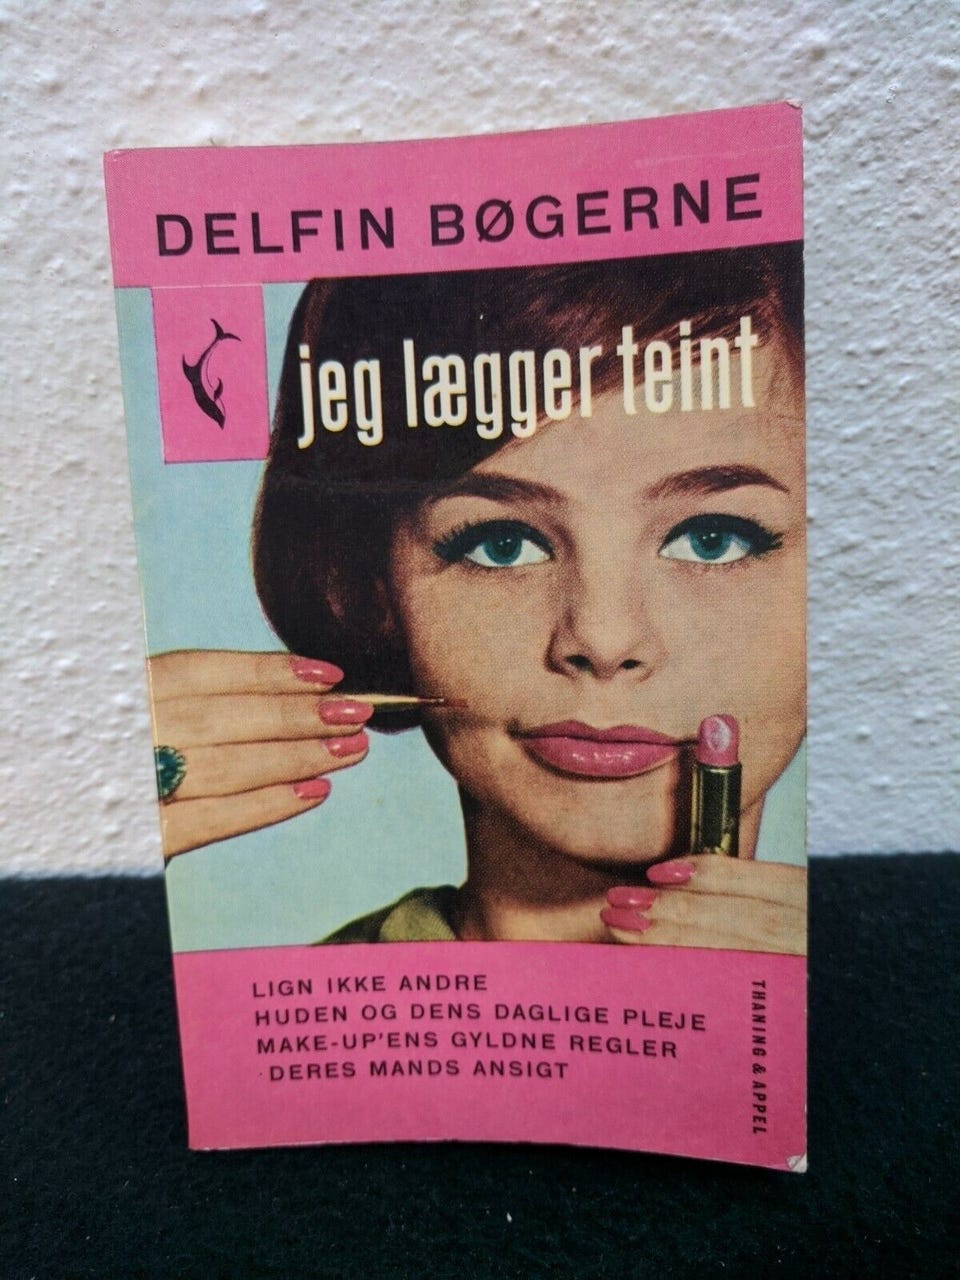 DELFIN BØGERNE
jeg lægger teint
LIGN IKKE ANDRE
HUDEN OG DENS DAGLIGE PLEJE
MAKE-UP'ENS GYLDNE REGLER
DERES MANDS ANSIGT
THANING & APPEL